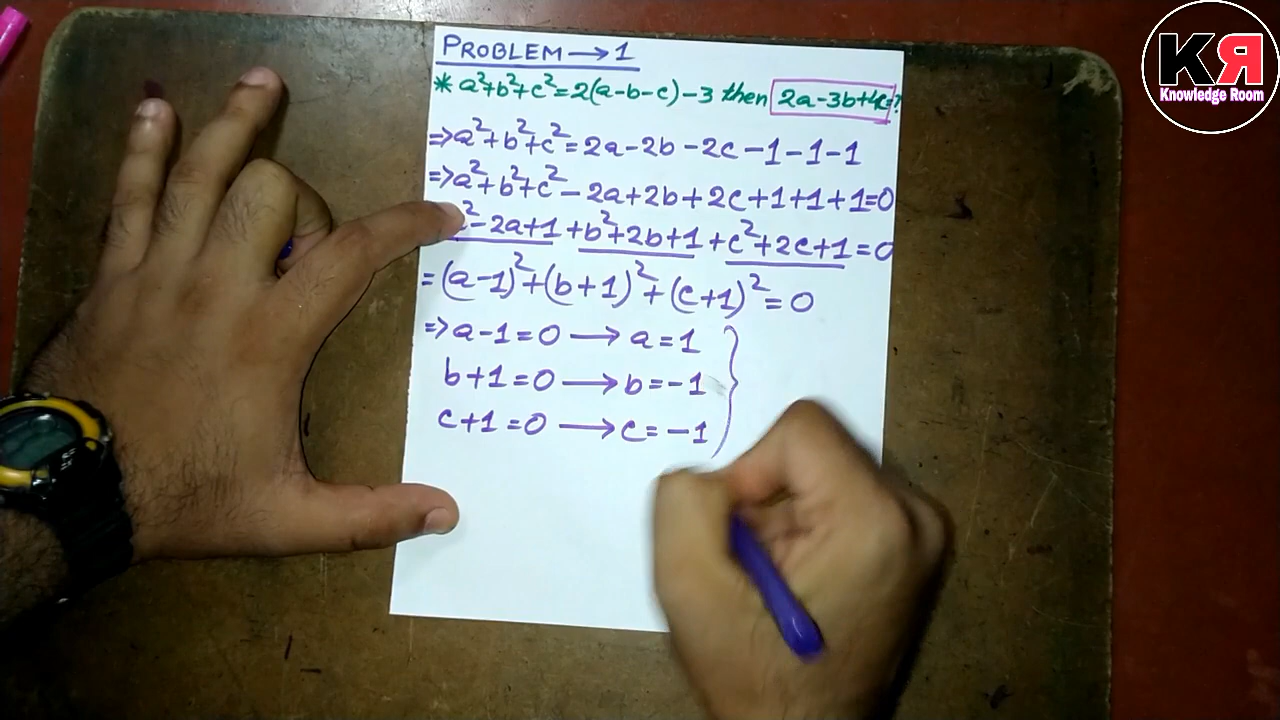 PROBLEM → 1
* a²+b²+c²=2(a-b-c)-3 then 2a-3b+4c=?
⇒a²+b²+c²=2a-2b-2c-1-1-1
⇒a²+b²+c²-2a+2b+2c+1+1+1=0
a²-2a+1+b²+2b+1+c²+2c+1=0
=(a-1)²+(b+1)²+(c+1)²=0
⇒a-1=0→a=1
b+1=0→b=-1
c+1=0→c=-1
KЯ
Knowledge Room